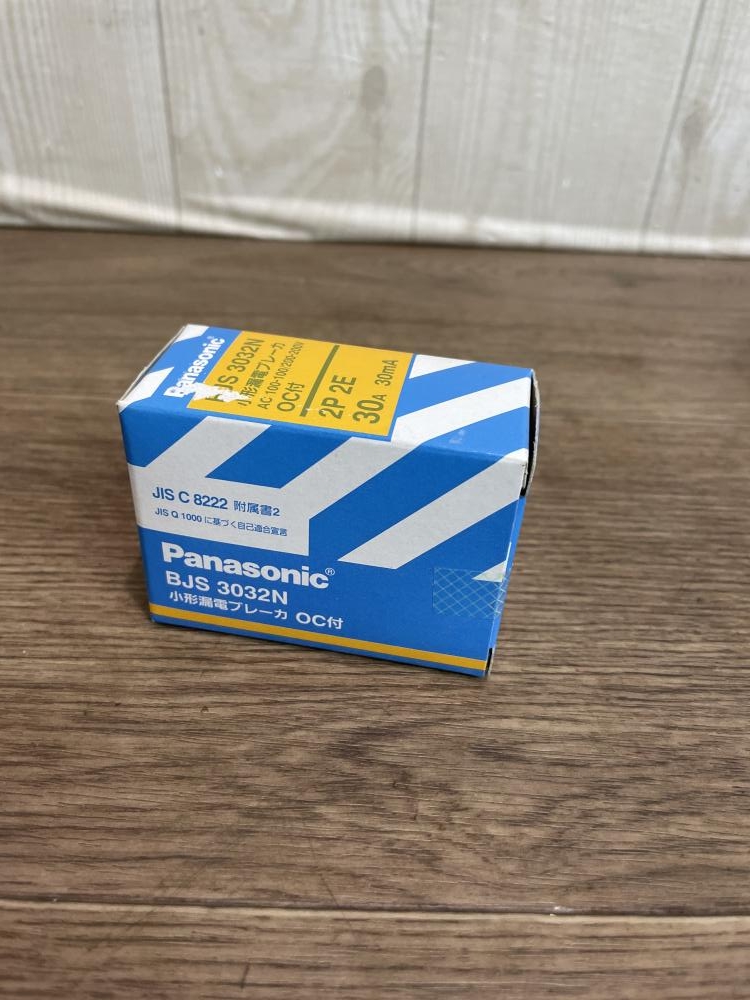 Panasonic
BJS 3032N
小形漏電ブレーカ
AC 100-100/200-200V
OC付
2P 2E
30A 30mA
JIS C 8222 附属書2
JIS Q 1000 に基づく自己適合宣言
Panasonic®
BJS 3032N
小形漏電ブレーカ OC付